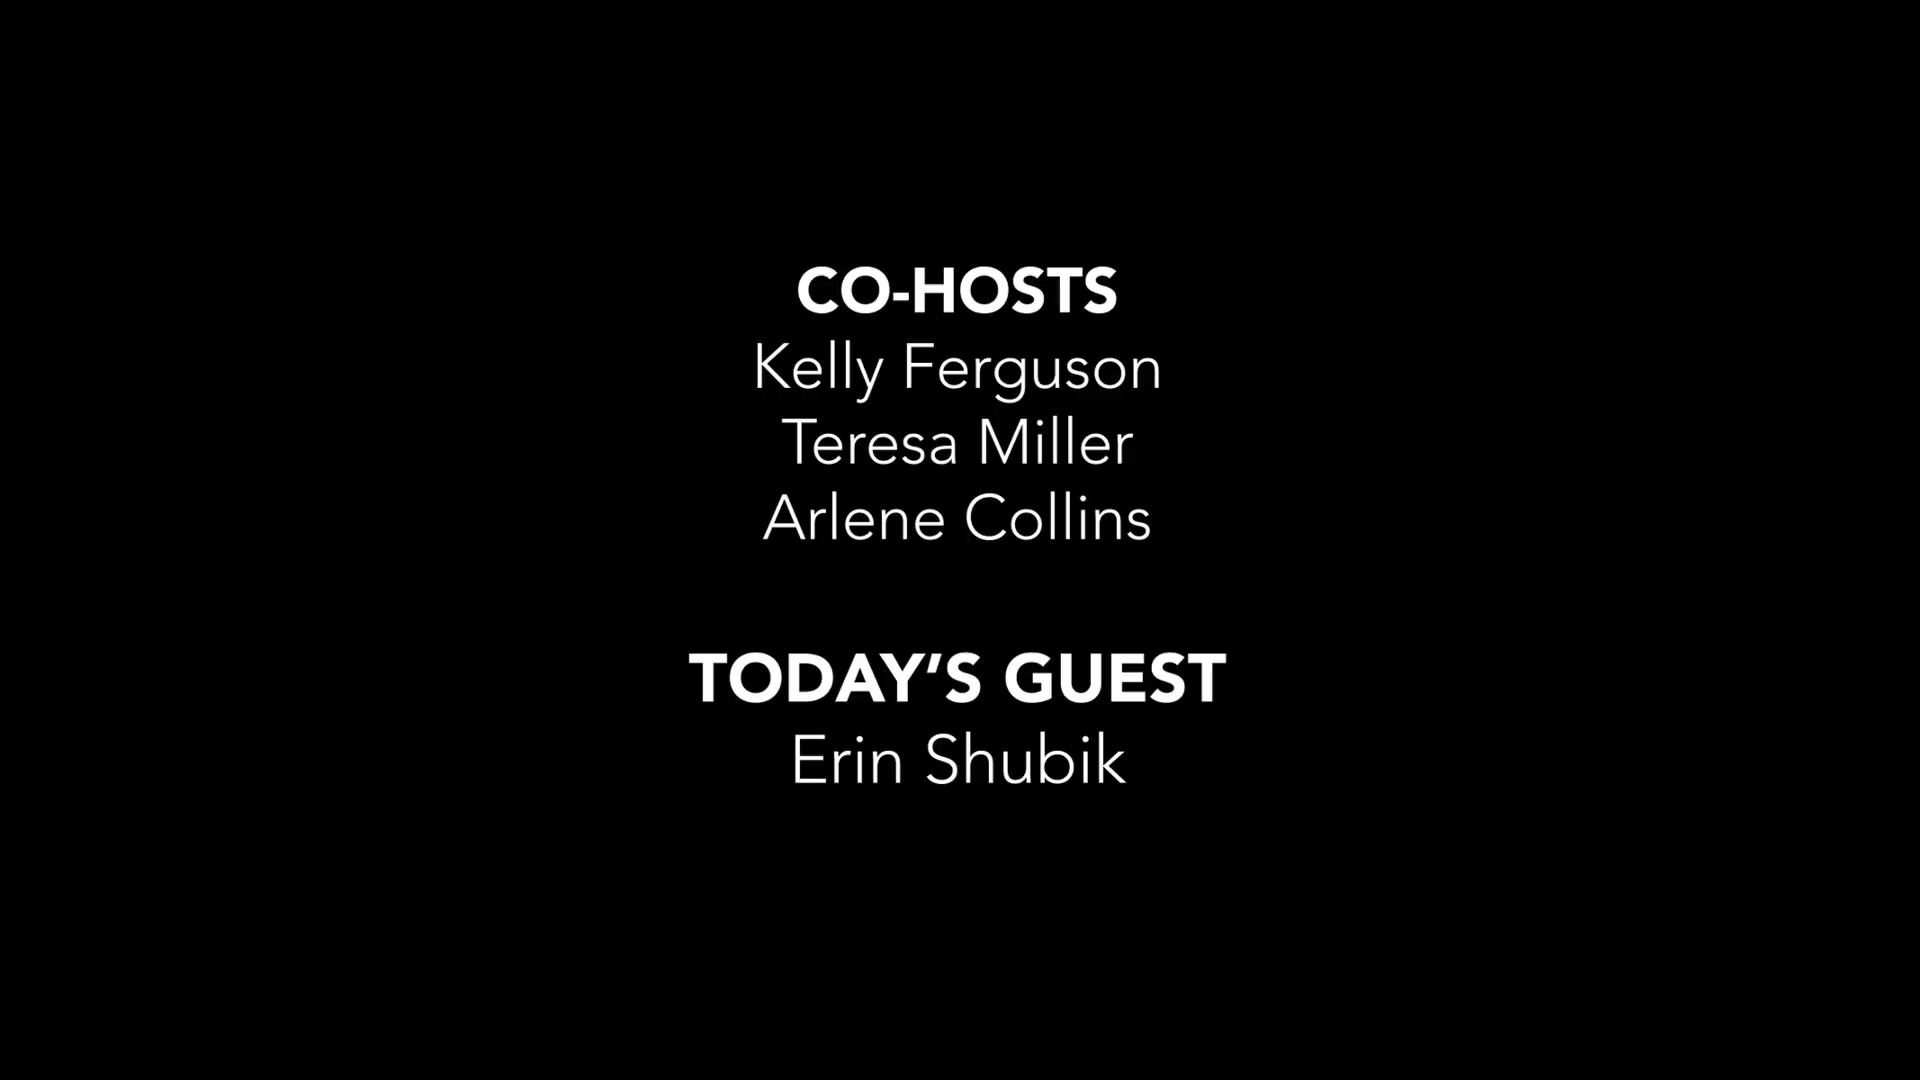 CO-HOSTS
Kelly Ferguson
Teresa Miller
Arlene Collins
TODAY’S GUEST
Erin Shubik